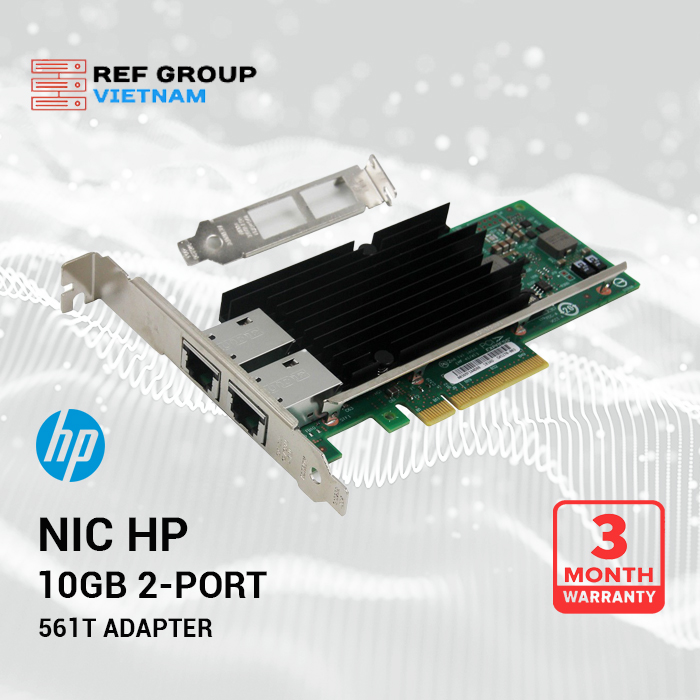 REF GROUP
VIETNAM
hp
NIC HP
10GB 2-PORT
561T ADAPTER
3
MONTH
WARRANTY